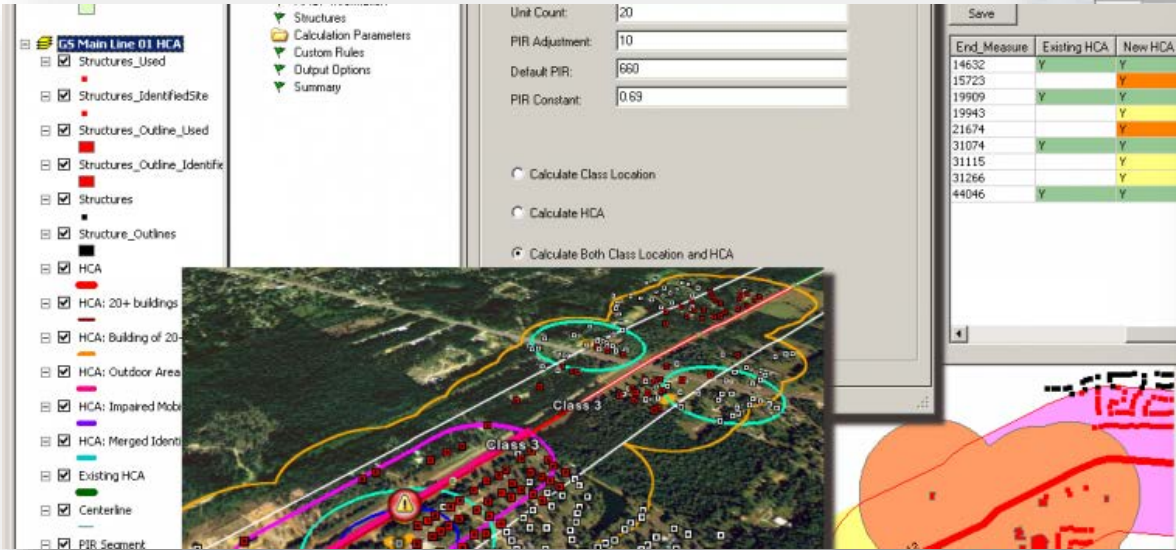 GS Main Line 01 HCA
Structures_Used
Structures_IdentifiedSite
Structures_Outline_Used
Structures_Outline_Identifie
Structures
Structure_Outlines
HCA
HCA: 20+ buildings
HCA: Building of 20-
HCA: Outdoor Area
HCA: Impaired Mobi
HCA: Merged Identi
Existing HCA
Centerline
PIR Segment
Structures
Calculation Parameters
Custom Rules
Output Options
Summary
Unit Count: 20
PIR Adjustment: 10
Default PIR: 660
PIR Constant: 0.69
Calculate Class Location
Calculate HCA
Calculate Both Class Location and HCA
Save
End_Measure Existing HCA New HCA
14632 Y Y
15723 Y
19909 Y Y
19943 Y
21674 Y
31074 Y Y
31115 Y
31266 Y
44046 Y Y
Class 3
Class 3